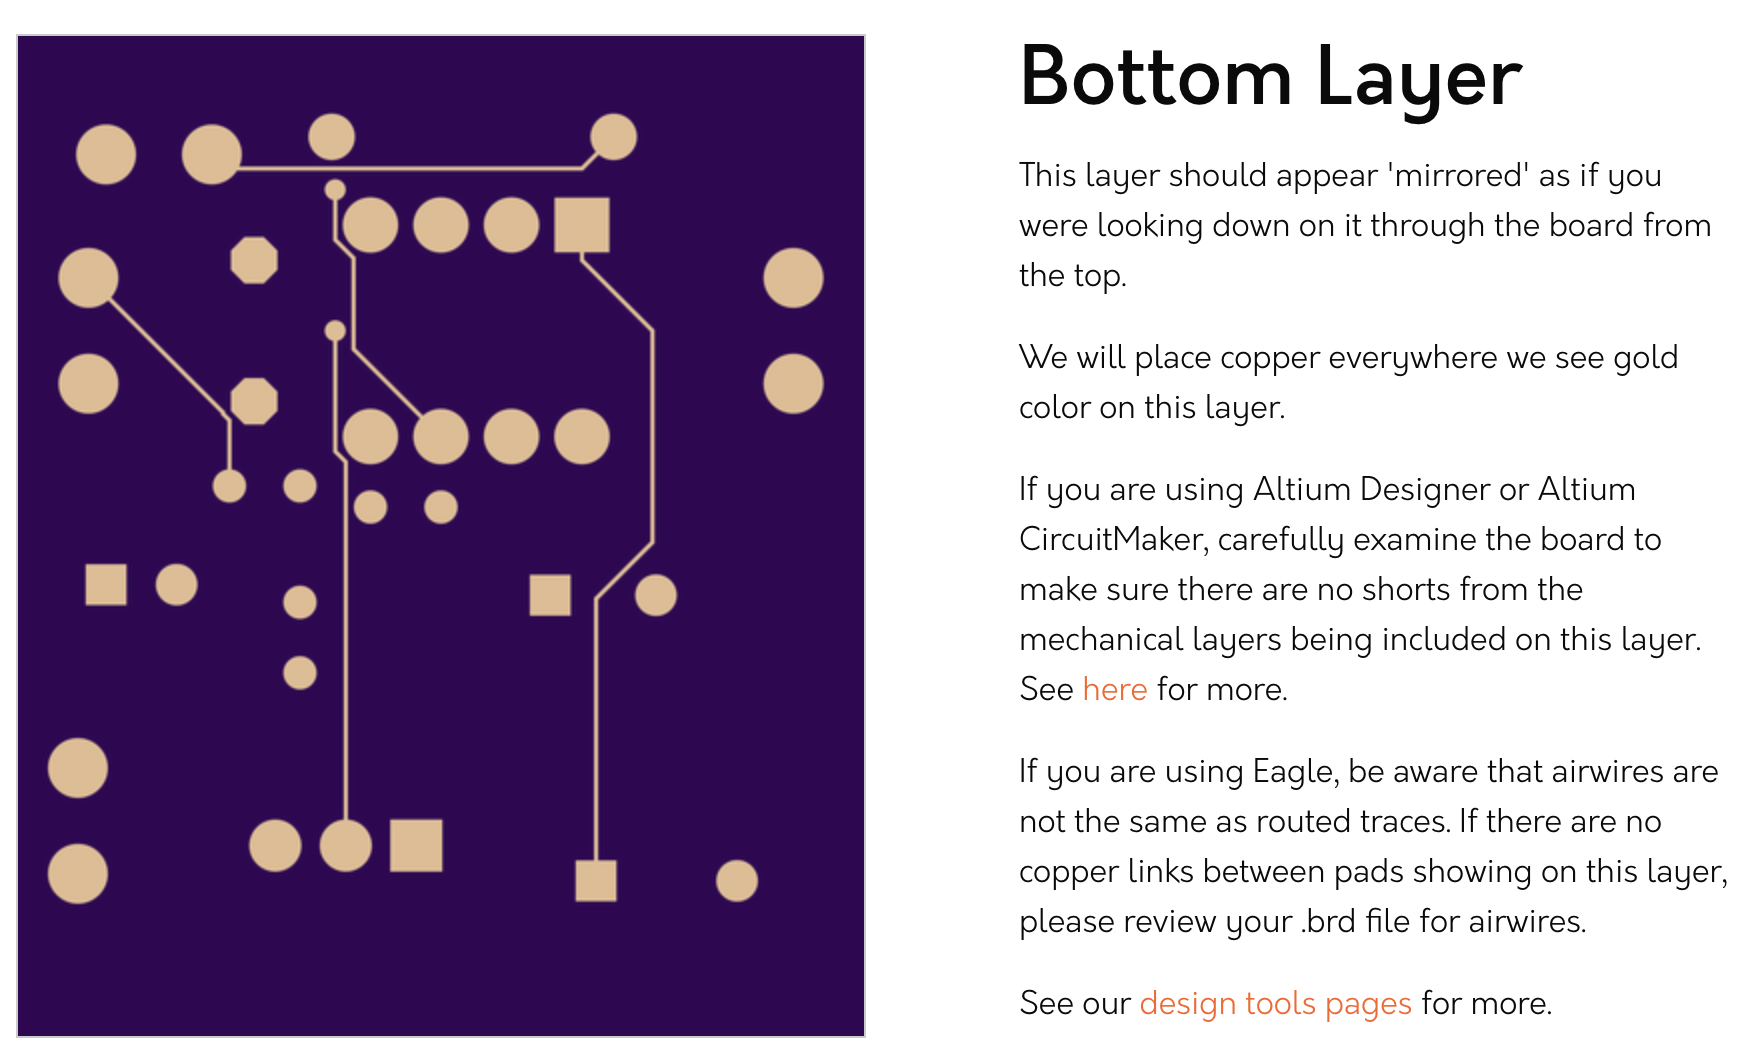 Bottom Layer
This layer should appear 'mirrored' as if you
were looking down on it through the board from
the top.
We will place copper everywhere we see gold
color on this layer.
If you are using Altium Designer or Altium
CircuitMaker, carefully examine the board to
make sure there are no shorts from the
mechanical layers being included on this layer.
See here for more.
If you are using Eagle, be aware that airwires are
not the same as routed traces. If there are no
copper links between pads showing on this layer,
please review your .brd file for airwires.
See our design tools pages for more.